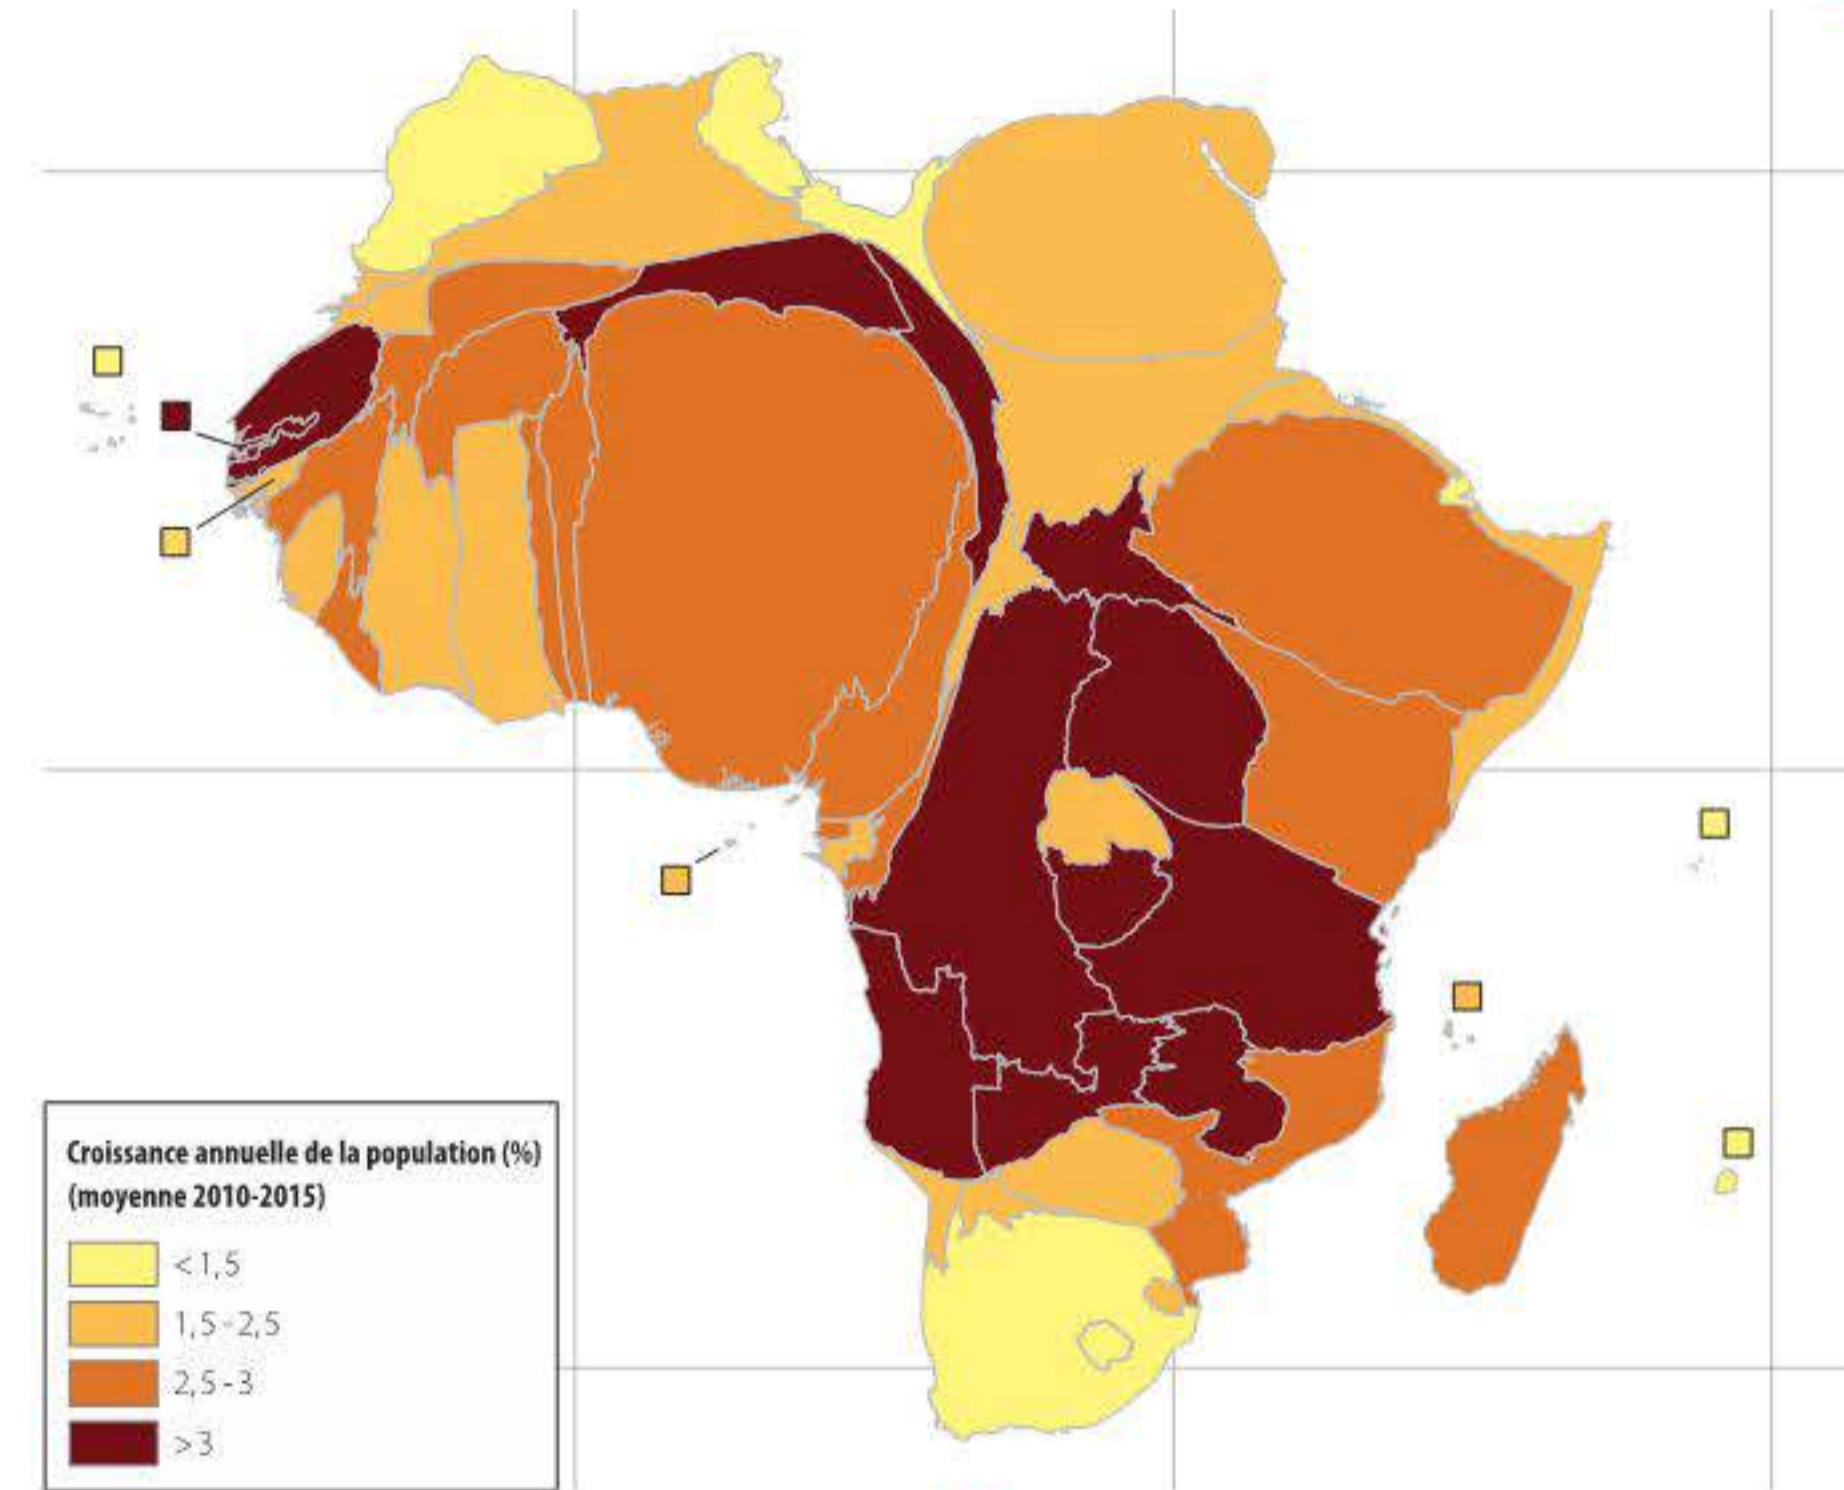 Croissance annuelle de la population (%)
(moyenne 2010-2015)
<1,5
1,5-2,5
2,5-3
>3